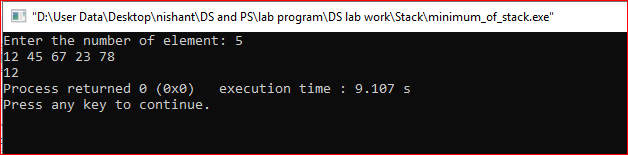 "D:\User Data\Desktop\nishant\DS and PS\lab program\DS lab work\Stack\minimum_of_stack.exe"
Enter the number of element: 5
12 45 67 23 78
12
Process returned 0 (0x0)   execution time : 9.107 s
Press any key to continue.